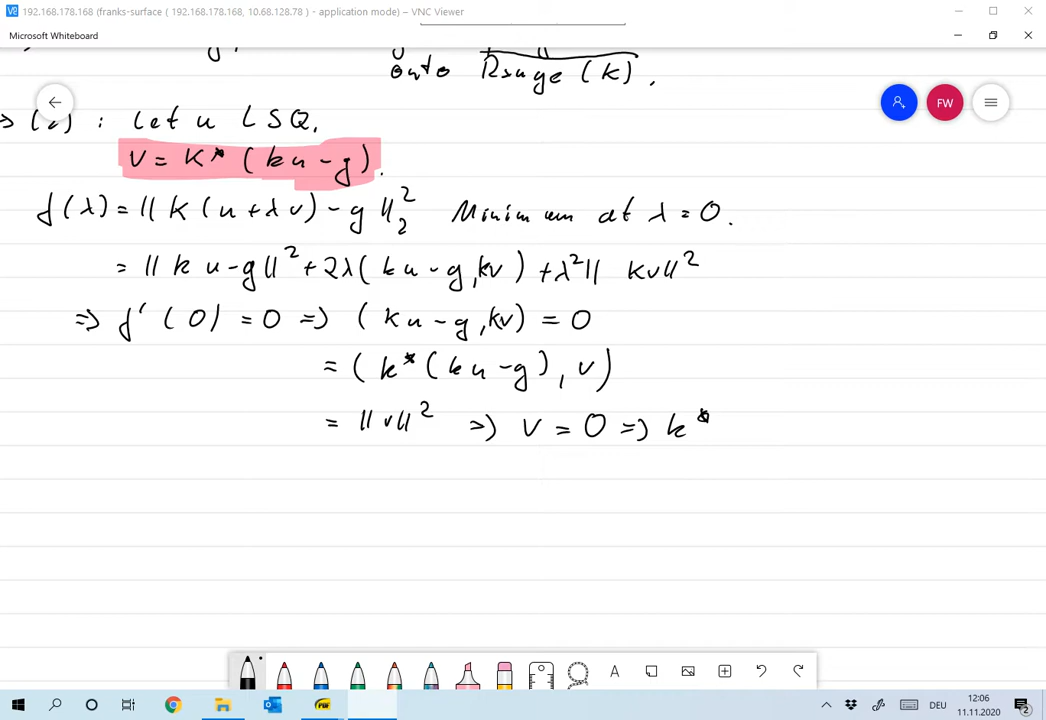 192.168.178.168 (franks-surface ( 192.168.178.168, 10.68.128.78 ) - application mode) – VNC Viewer
Microsoft Whiteboard
onto Range (K).
: Let u LSQ.
V = K* (Ku - g).
f(λ) = || K (u + λ v) - g ||₂² Minimum at λ = 0.
= || Ku - g ||² + 2λ (Ku - g, Kv) + λ² || Kv ||²
=> f' (0) = 0 => (Ku - g, Kv) = 0
= (K* (Ku - g), v)
= || v ||² => v = 0 => K*
FW
A
DEU
12:06
11.11.2020
2